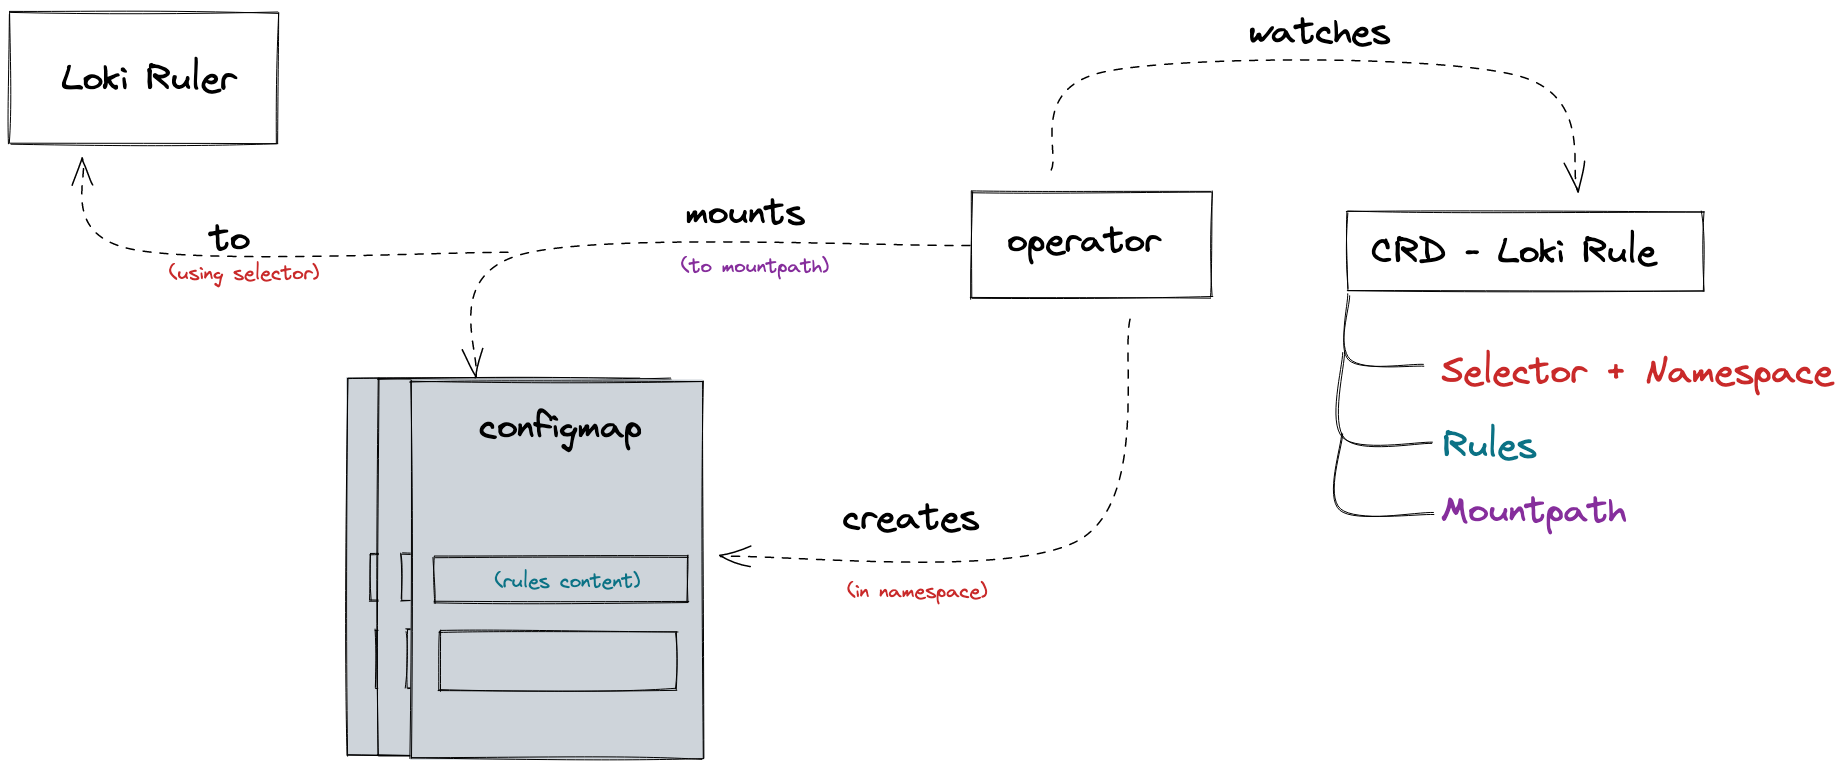 watches
Loki Ruler
mounts
to
operator
CRD - Loki Rule
(using selector)
(to mountpath)
Selector + Namespace
configmap
Rules
Mountpath
creates
(rules content)
(in namespace)